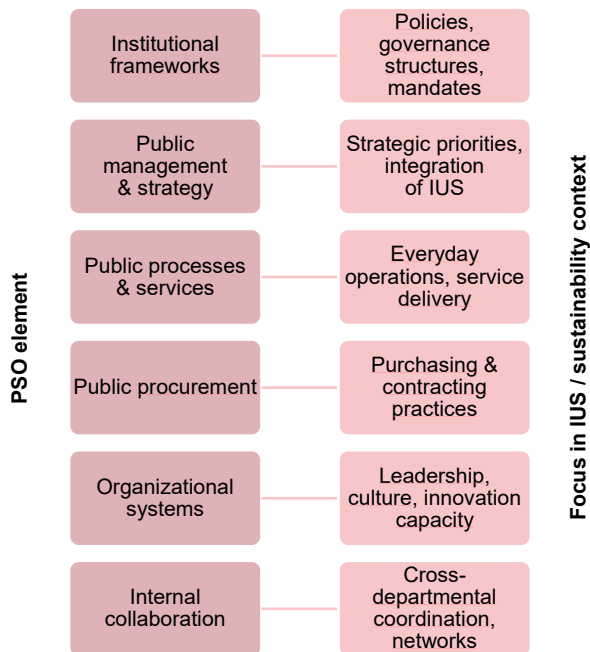 PSO element
Institutional
frameworks
Policies,
governance
structures,
mandates
Public
management
& strategy
Strategic priorities,
integration
of IUS
Public processes
& services
Everyday
operations, service
delivery
Public procurement
Purchasing &
contracting
practices
Organizational
systems
Leadership,
culture, innovation
capacity
Internal
collaboration
Cross-
departmental
coordination,
networks
Focus in IUS / sustainability context